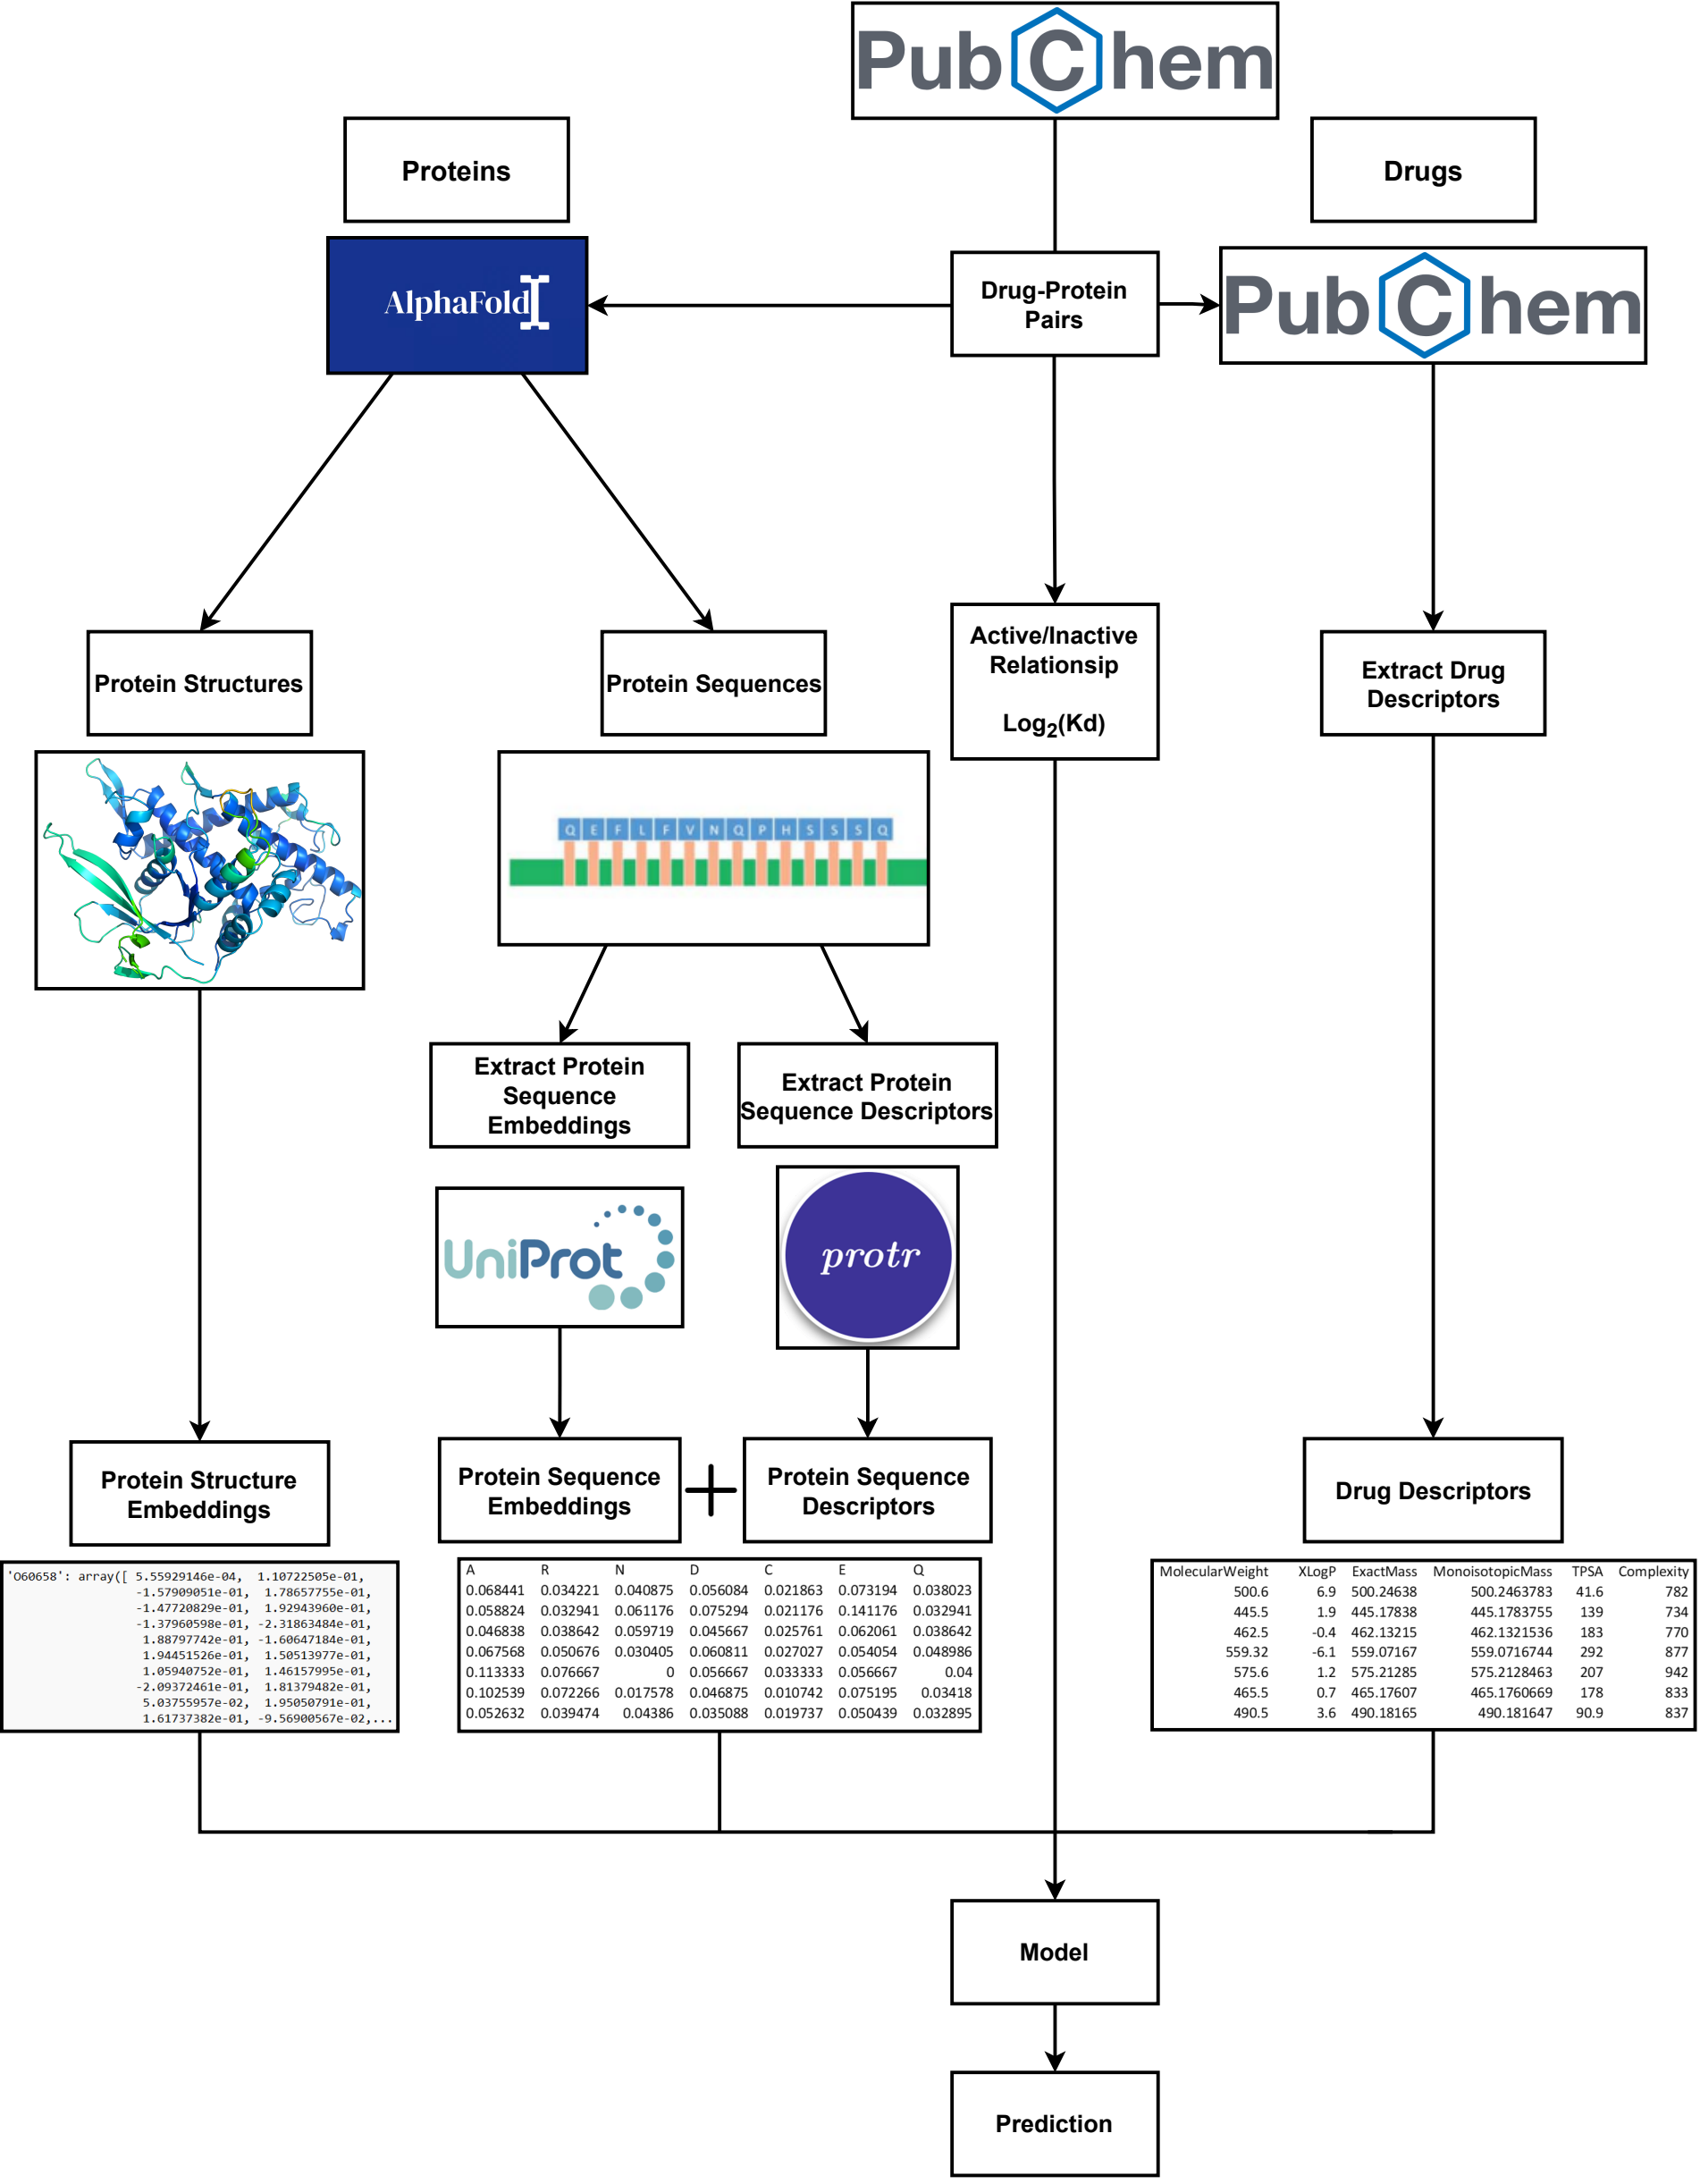 PubChem
Proteins
Drugs
AlphaFold
Drug-Protein
Pairs
PubChem
Active/Inactive
Relationsip
Log2(Kd)
Protein Structures
Protein Sequences
Extract Drug
Descriptors
Q E F L F V N Q P H S S S Q
Extract Protein
Sequence
Embeddings
Extract Protein
Sequence Descriptors
UniProt
protr
Protein Structure
Embeddings
Protein Sequence
Embeddings
+
Protein Sequence
Descriptors
Drug Descriptors
'O60658': array([ 5.55929146e-04, 1.10722505e-01,
-1.57909051e-01, 1.78657755e-01,
-1.47720829e-01, 1.92943960e-01,
-1.37960598e-01, -2.31863484e-01,
1.88797742e-01, -1.60647184e-01,
1.94451526e-01, 1.50513977e-01,
1.05940752e-01, 1.46157995e-01,
-2.09372461e-01, 1.81379482e-01,
5.03755957e-02, 1.95050791e-01,
1.61737382e-01, -9.56900567e-02,...
A R N D C E Q
0.068441 0.034221 0.040875 0.056084 0.021863 0.073194 0.038023
0.058824 0.032941 0.061176 0.075294 0.021176 0.141176 0.032941
0.046838 0.038642 0.059719 0.045667 0.025761 0.062061 0.038642
0.067568 0.050676 0.030405 0.060811 0.027027 0.054054 0.048986
0.113333 0.076667 0 0.056667 0.033333 0.056667 0.04
0.102539 0.072266 0.017578 0.046875 0.010742 0.075195 0.03418
0.052632 0.039474 0.04386 0.035088 0.019737 0.050439 0.032895
MolecularWeight XLogP ExactMass MonoisotopicMass TPSA Complexity
500.6 6.9 500.24638 500.2463783 41.6 782
445.5 1.9 445.17838 445.1783755 139 734
462.5 -0.4 462.13215 462.1321536 183 770
559.32 -6.1 559.07167 559.0716744 292 877
575.6 1.2 575.21285 575.2128463 207 942
465.5 0.7 465.17607 465.1760669 178 833
490.5 3.6 490.18165 490.181647 90.9 837
Model
Prediction